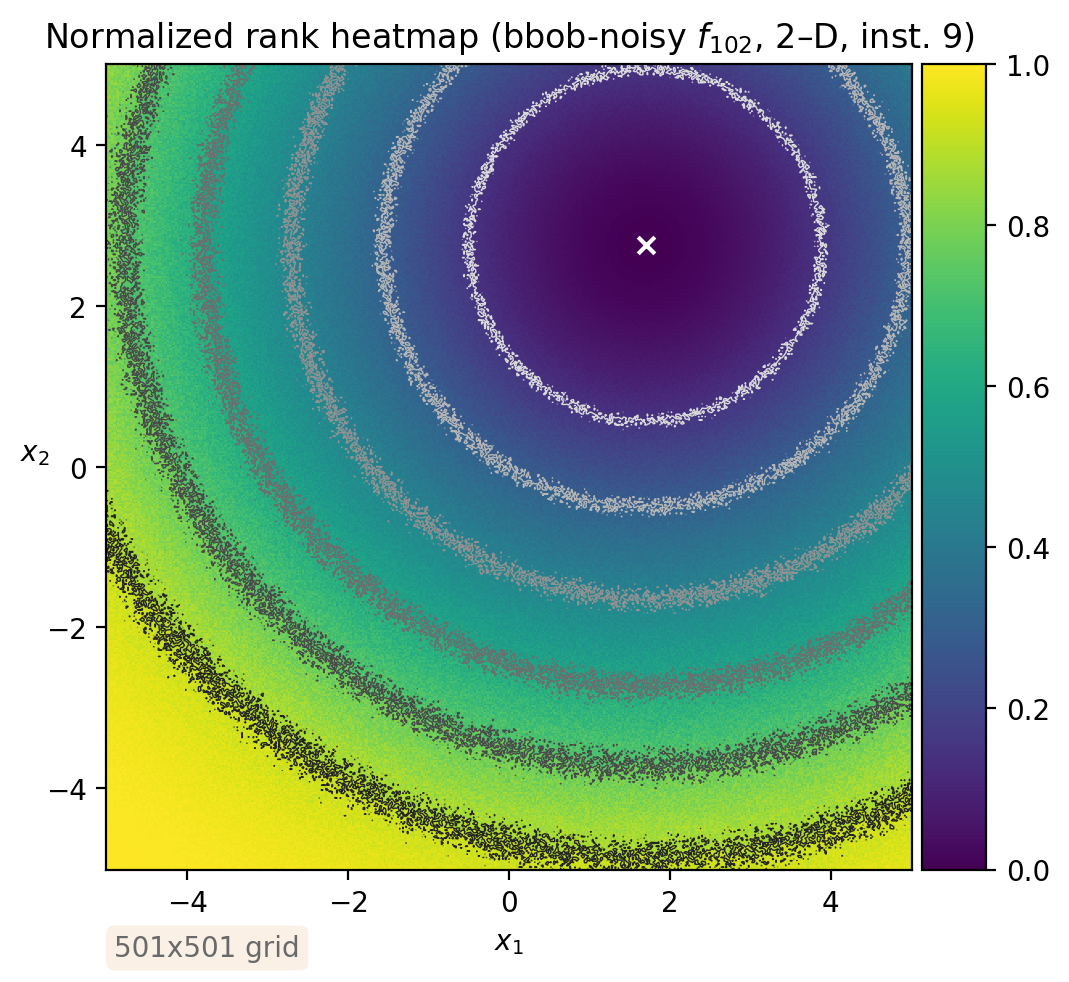 Normalized rank heatmap (bbob-noisy f₁₀₂, 2–D, inst. 9)
1.0
0.8
0.6
0.4
0.2
0.0
4
2
0
−2
−4
x₂
−4 −2 0 2 4
x₁
501x501 grid